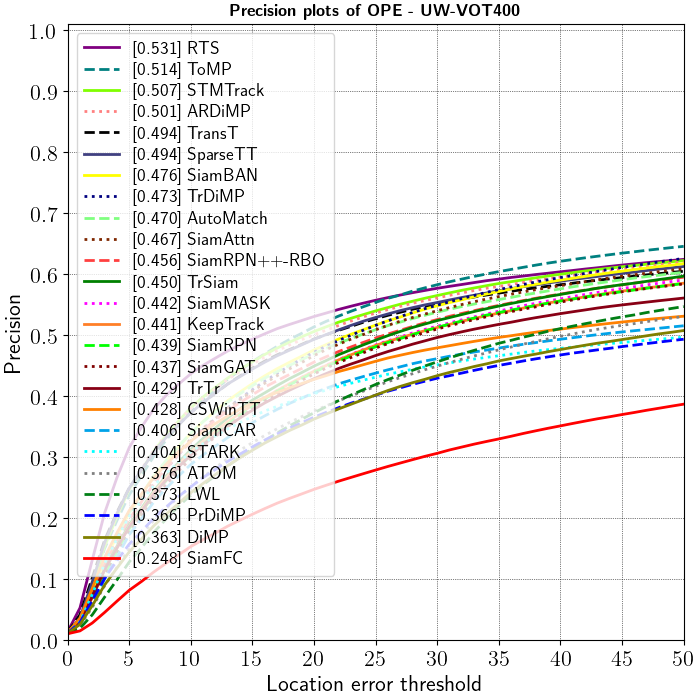 Precision plots of OPE - UW-VOT400
Precision
1.0
0.9
0.8
0.7
0.6
0.5
0.4
0.3
0.2
0.1
0.0
[0.531] RTS
[0.514] ToMP
[0.507] STMTrack
[0.501] ARDiMP
[0.494] TransT
[0.494] SparseTT
[0.476] SiamBAN
[0.473] TrDiMP
[0.470] AutoMatch
[0.467] SiamAttn
[0.456] SiamRPN++-RBO
[0.450] TrSiam
[0.442] SiamMASK
[0.441] KeepTrack
[0.439] SiamRPN
[0.437] SiamGAT
[0.429] TrTr
[0.428] CSWinTT
[0.406] SiamCAR
[0.404] STARK
[0.376] ATOM
[0.373] LWL
[0.366] PrDiMP
[0.363] DiMP
[0.248] SiamFC
0 5 10 15 20 25 30 35 40 45 50
Location error threshold